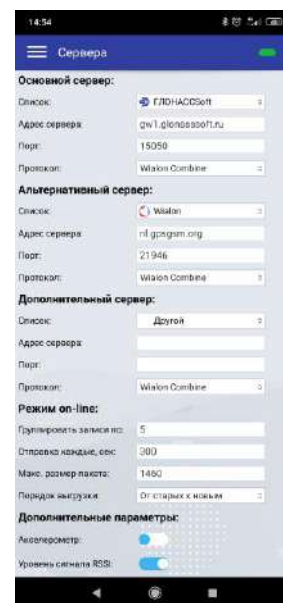 14:54
Сервера
Основной сервер:
Список: ГЛОНАССSoft
Адрес сервера: gw1.glonasssoft.ru
Порт: 15050
Протокол: Wialon Combine
Альтернативный сервер:
Список: Wialon
Адрес сервера: nl.gpsgsm.org
Порт: 21946
Протокол: Wialon Combine
Дополнительный сервер:
Список: Другой
Адрес сервера:
Порт:
Протокол: Wialon Combine
Режим on-line:
Группировать записи по: 5
Отправка каждые, сек: 300
Макс. размер пакета: 1460
Порядок выгрузки: От старых к новым
Дополнительные параметры:
Акселерометр:
Уровень сигнала RSSI: